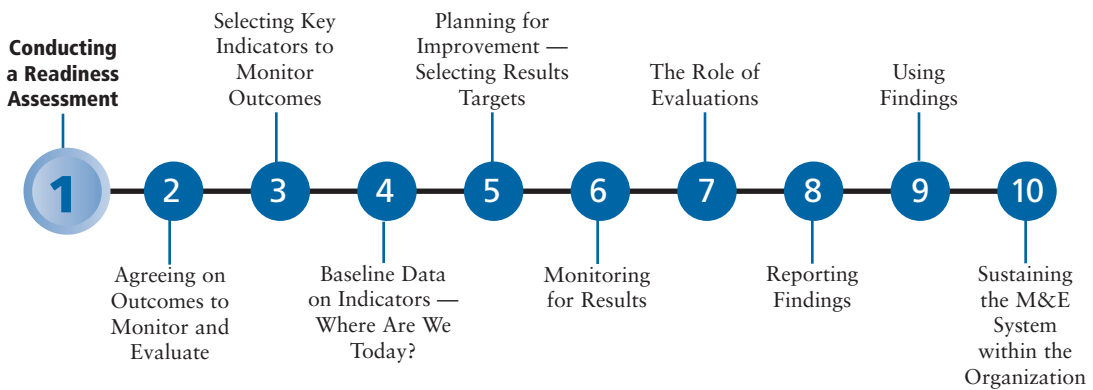 Conducting
a Readiness
Assessment
1
2
Agreeing on
Outcomes to
Monitor and
Evaluate
Selecting Key
Indicators to
Monitor
Outcomes
3
4
Baseline Data
on Indicators —
Where Are We
Today?
Planning for
Improvement —
Selecting Results
Targets
5
6
Monitoring
for Results
The Role of
Evaluations
7
8
Reporting
Findings
Using
Findings
9
10
Sustaining
the M&E
System
within the
Organization